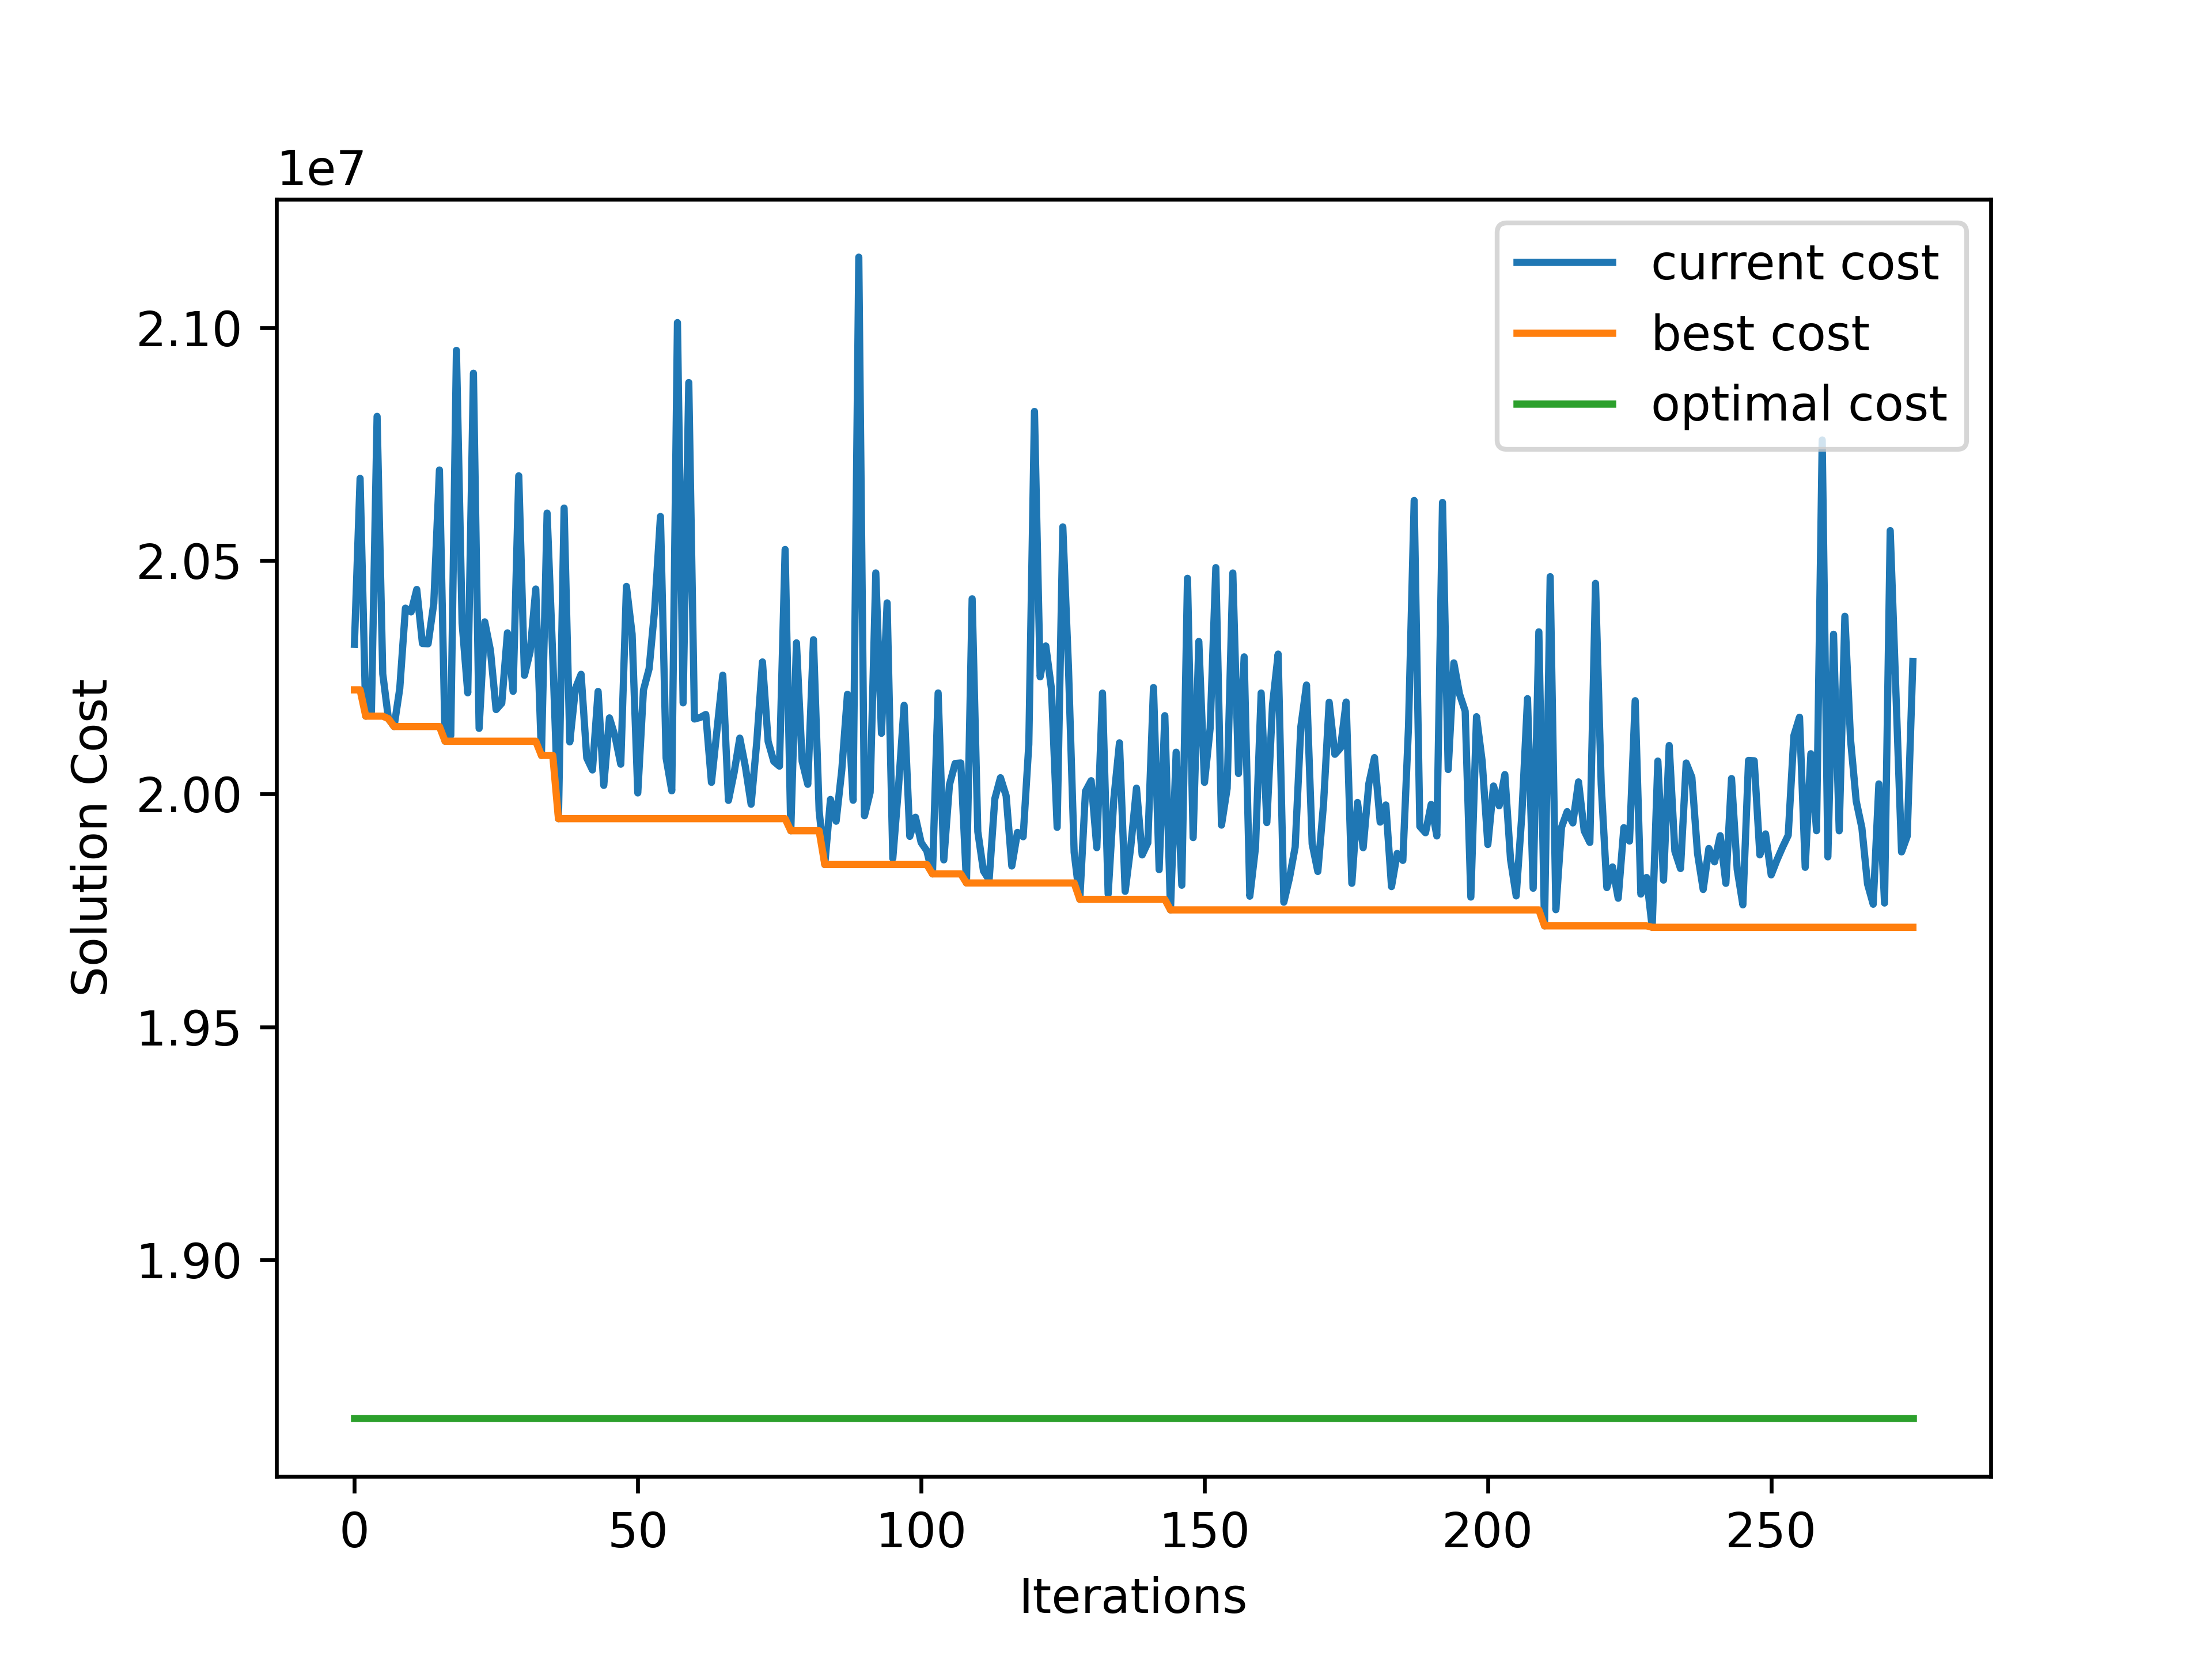 1e7
current cost
best cost
optimal cost
2.10
2.05
2.00
1.95
1.90
Solution Cost
0 50 100 150 200 250
Iterations